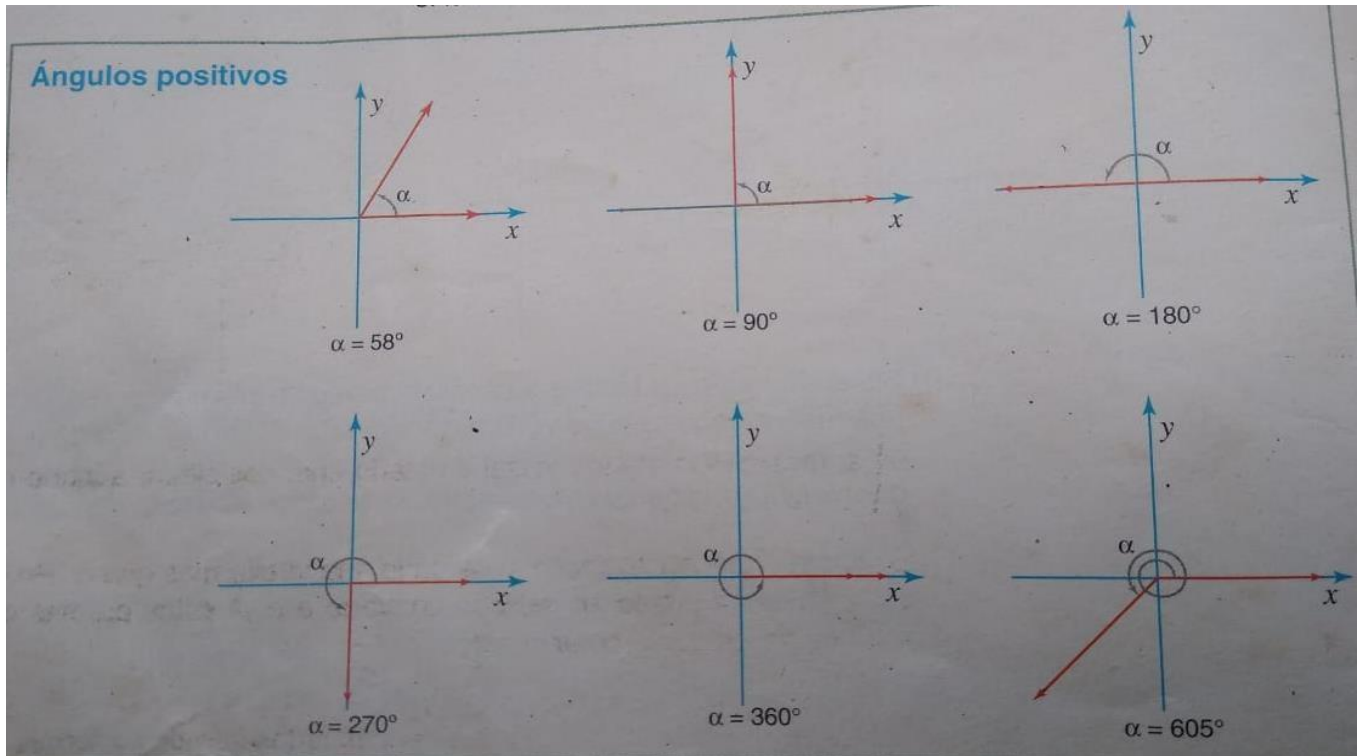 Ángulos positivos
y
α
x
α = 58°
y
α
x
α = 90°
y
α
x
α = 180°
y
α
x
α = 270°
y
α
x
α = 360°
y
α
x
α = 605°